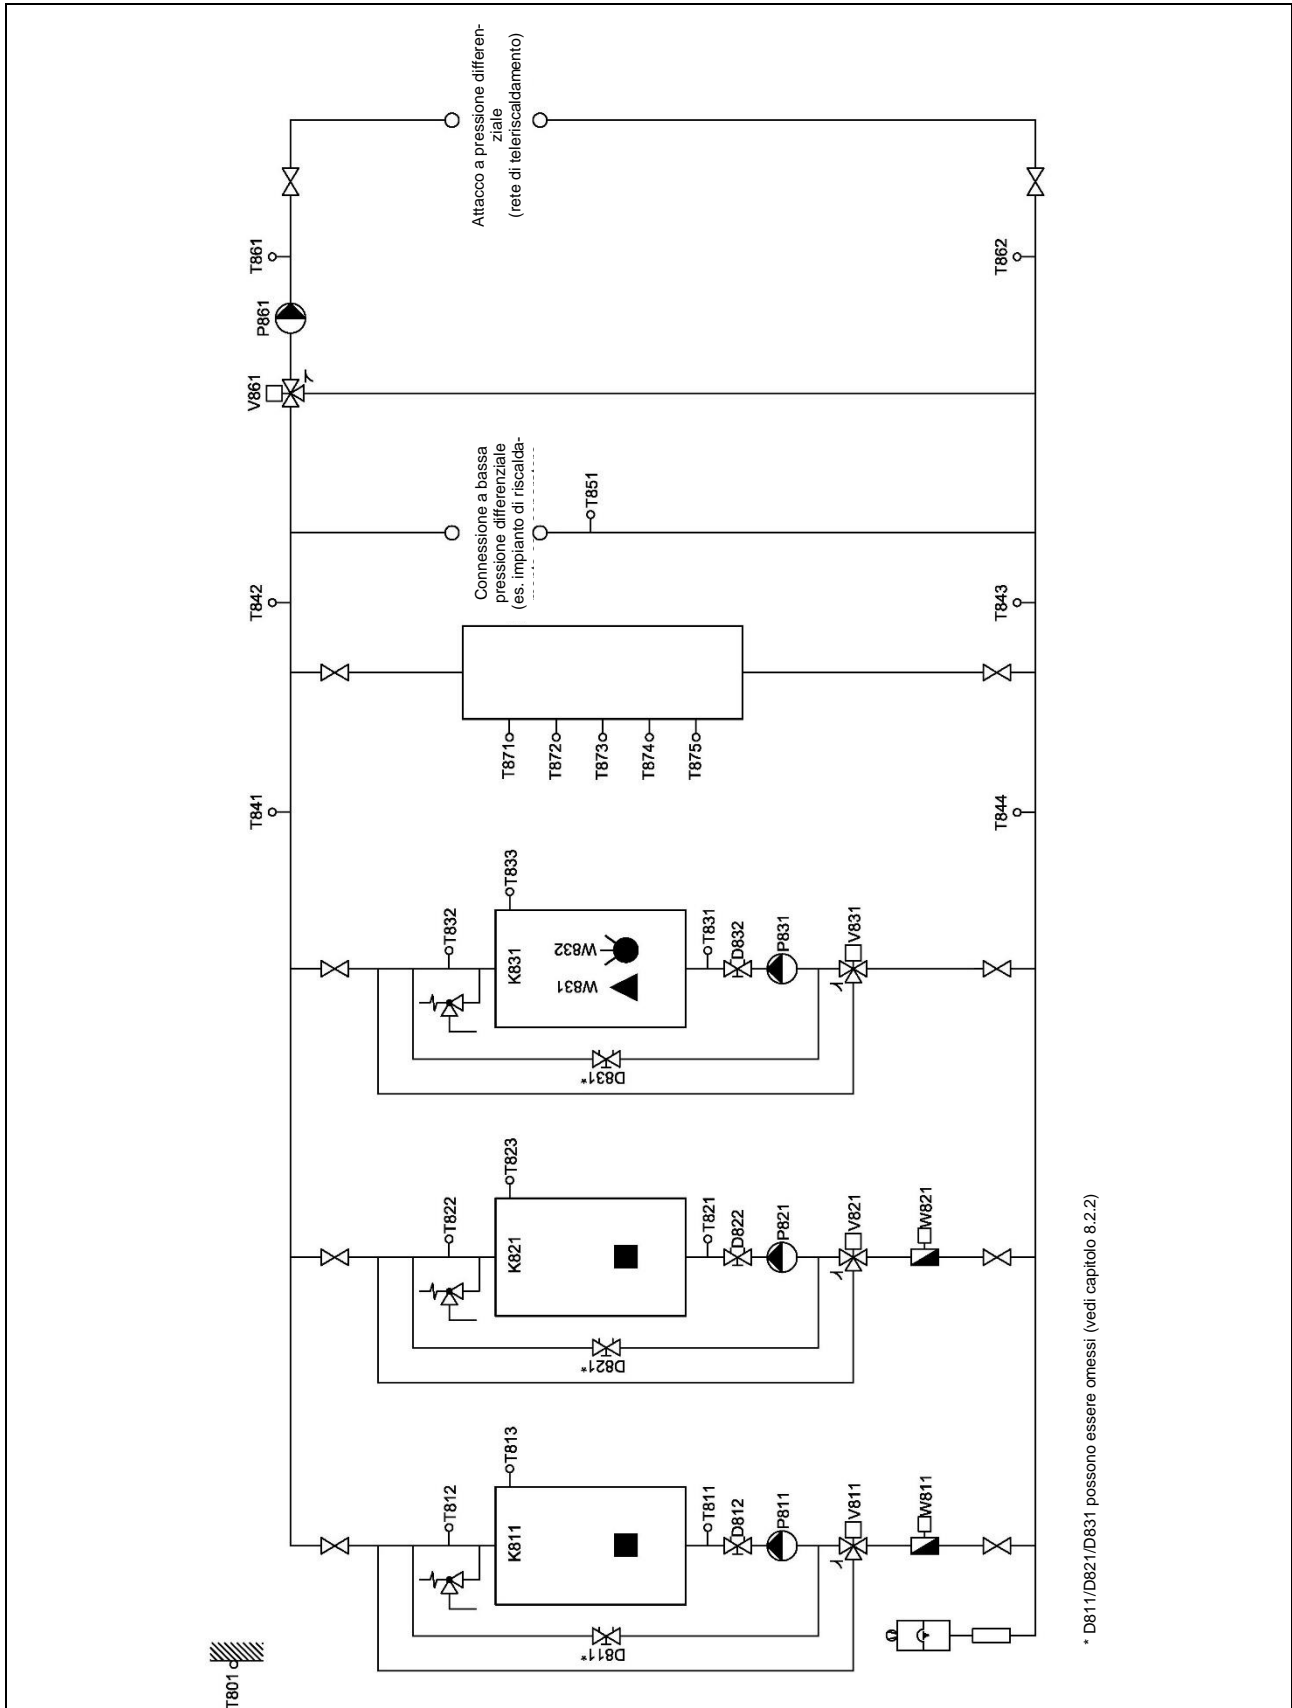 Attacco a pressione differen-
ziale
(rete di teleriscaldamento)
T861
T862
P861
V861
Connessione a bassa
pressione differenziale
(es. impianto di riscalda-
T851
T842
T843
T871
T872
T873
T874
T875
T841
T844
T833
T832
K831
W832
W831
T831
D832
P831
V831
D831*
T823
T822
K821
T821
D822
P821
V821
W821
D821*
T813
T812
K811
T811
D812
P811
V811
W811
D811*
T801
* D811/D821/D831 possono essere omessi (vedi capitolo 8.2.2)